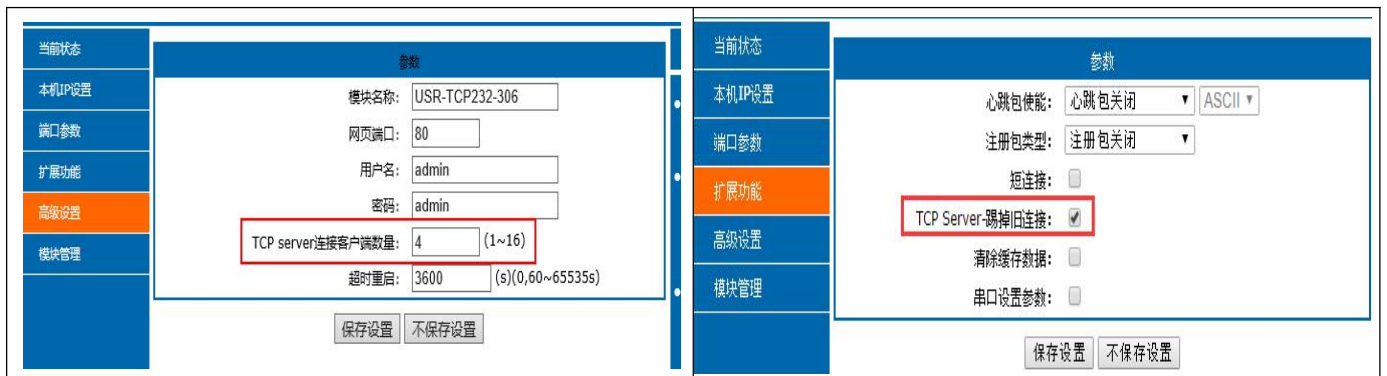 当前状态
本机IP设置
端口参数
扩展功能
高级设置
模块管理
参数
模块名称: USR-TCP232-306
网页端口: 80
用户名: admin
密码: admin
TCP server连接客户端数量: 4 (1~16)
超时重启: 3600 (s)(0,60~65535s)
保存设置 不保存设置
当前状态
本机IP设置
端口参数
扩展功能
高级设置
模块管理
参数
心跳包使能: 心跳包关闭 ASCII
注册包类型: 注册包关闭
短连接:
TCP Server-踢掉旧连接:
清除缓存数据:
串口设置参数:
保存设置 不保存设置